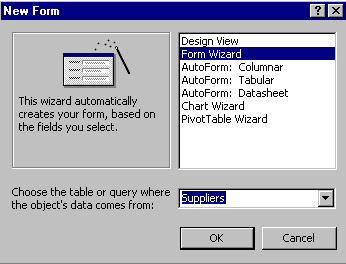 New Form
Design View
Form Wizard
AutoForm: Columnar
AutoForm: Tabular
AutoForm: Datasheet
Chart Wizard
PivotTable Wizard
This wizard automatically
creates your form, based on
the fields you select.
Choose the table or query where
the object's data comes from:
Suppliers
OK
Cancel